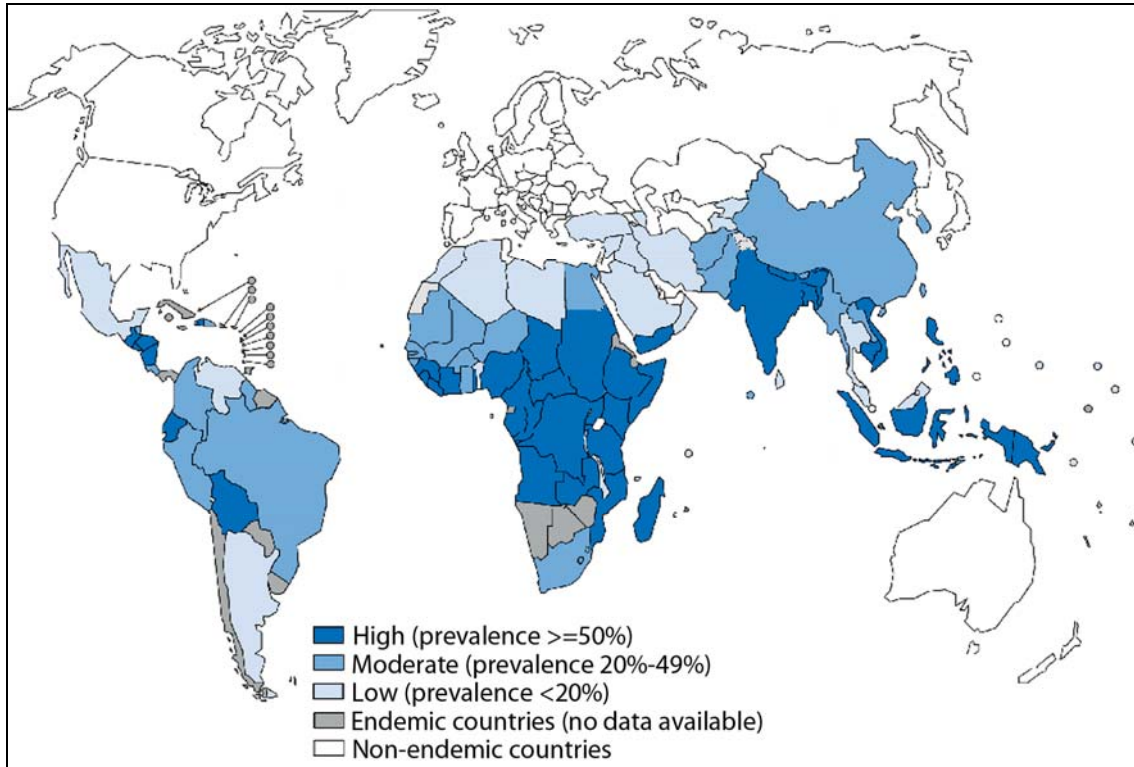 High (prevalence >=50%)
Moderate (prevalence 20%-49%)
Low (prevalence <20%)
Endemic countries (no data available)
Non-endemic countries